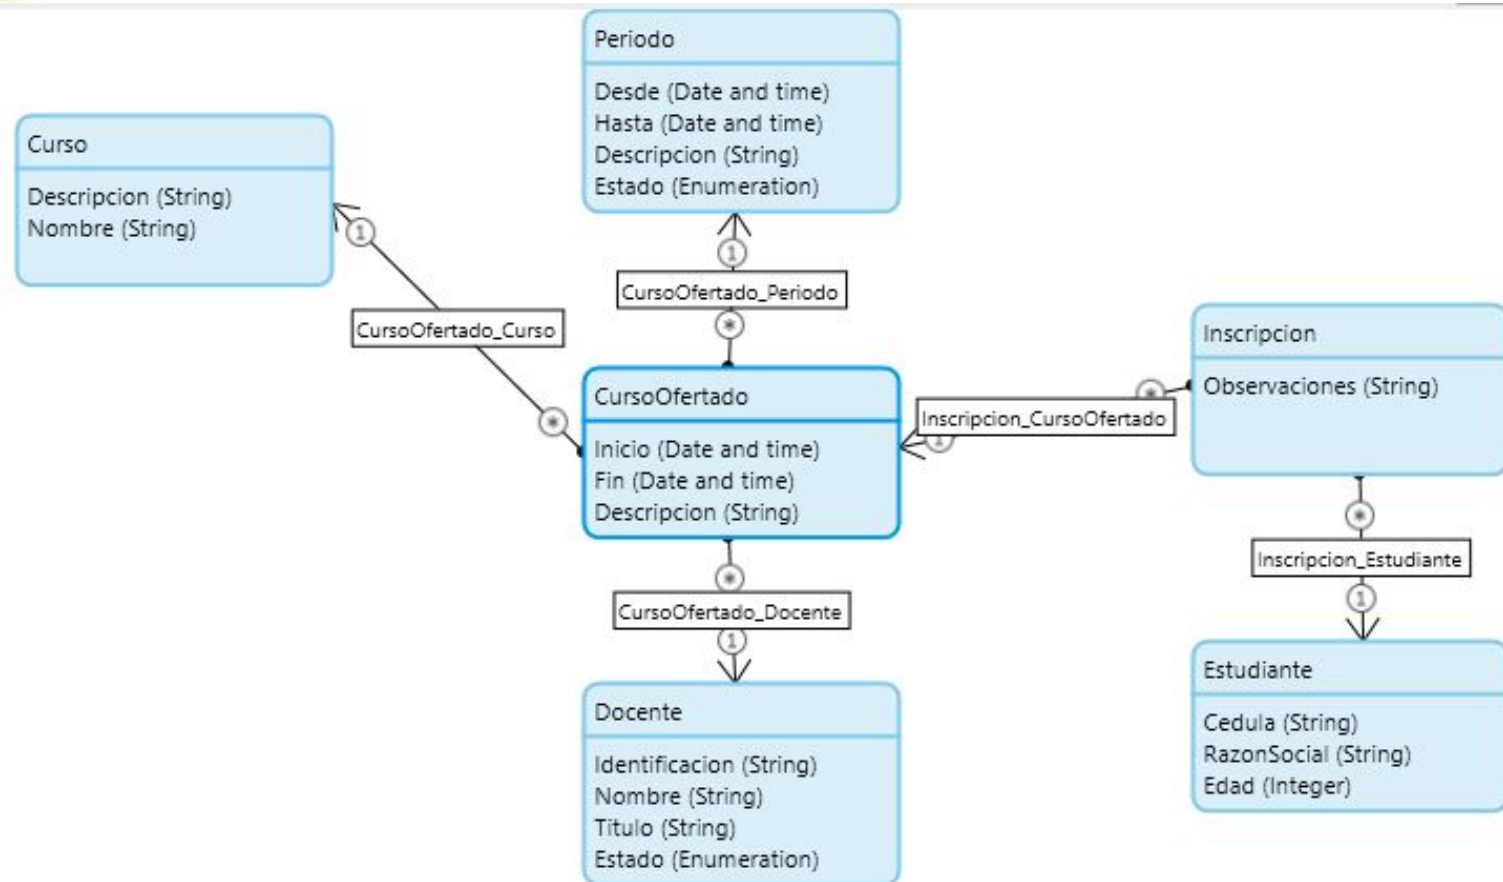 Periodo
Desde (Date and time)
Hasta (Date and time)
Descripcion (String)
Estado (Enumeration)
Curso
Descripcion (String)
Nombre (String)
1
1
CursoOfertado_Periodo
CursoOfertado_Curso
*
*
CursoOfertado
Inicio (Date and time)
Fin (Date and time)
Descripcion (String)
Inscripcion
Observaciones (String)
*
Inscripcion_CursoOfertado
1
*
Inscripcion_Estudiante
1
*
CursoOfertado_Docente
1
Docente
Identificacion (String)
Nombre (String)
Titulo (String)
Estado (Enumeration)
Estudiante
Cedula (String)
RazonSocial (String)
Edad (Integer)